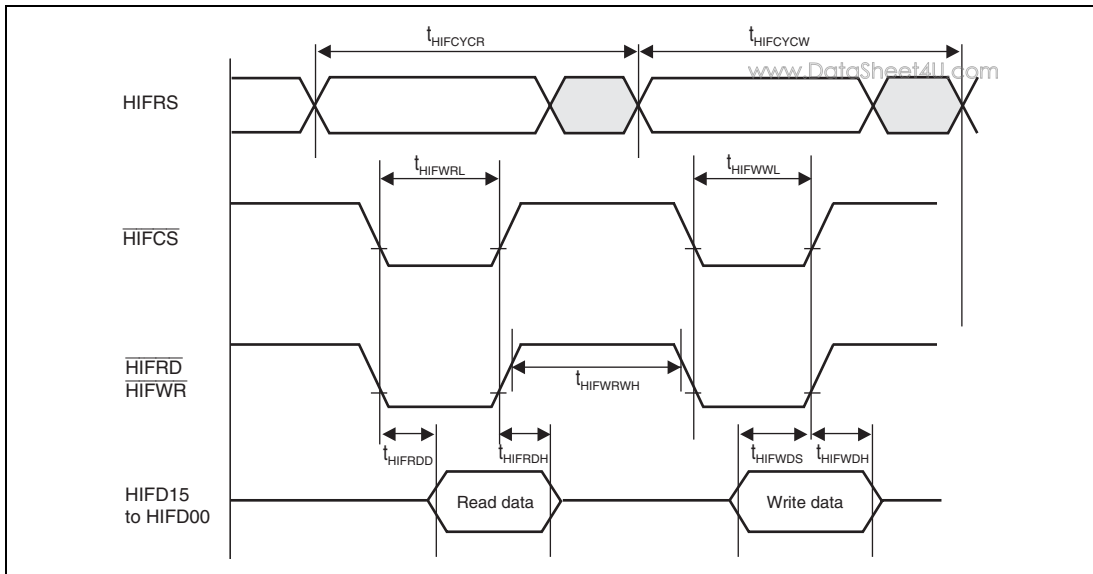 tHIFCYCR tHIFCYCW
www.DataSheet4U.com
HIFRS
tHIFWRL tHIFWWL
HIFCS
HIFRD
HIFWR
tHIFWRWH
tHIFRDD tHIFRDH tHIFWDS tHIFWDH
HIFD15
to HIFD00
Read data Write data